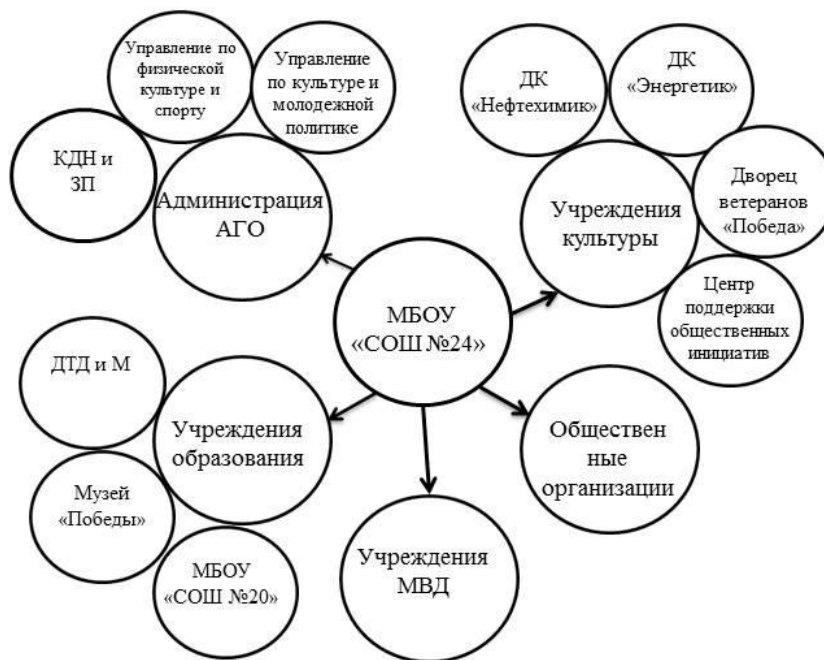 Управление по
физической
культуре и
спорту
Управление
по культуре и
молодежной
политике
КДН и
ЗП
Администрация
АГО
ДК
«Нефтехимик»
ДК
«Энергетик»
Учреждения
культуры
Дворец
ветеранов
«Победа»
Центр
поддержки
общественных
инициатив
МБОУ
«СОШ №24»
ДТД и М
Учреждения
образования
Музей
«Победы»
МБОУ
«СОШ №20»
Учреждения
МВД
Обществен
ные
организации